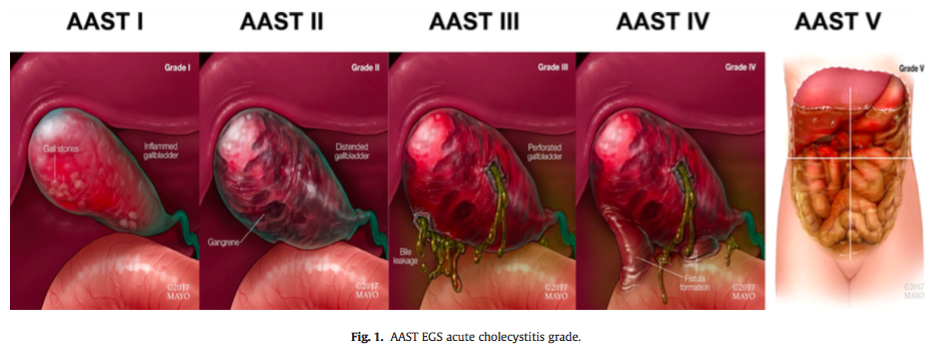 AAST I
AAST II
AAST III
AAST IV
AAST V
Grade I
Gall stones
Inflammed
gallbladder
©2017
MAYO
Grade II
Distended
gallbladder
Gangrene
©2017
MAYO
Grade III
Perforated
gallbladder
Bile
leakage
©2017
MAYO
Grade IV
Fistula
formation
©2017
MAYO
Grade V
©2017
MAYO
Fig. 1. AAST EGS acute cholecystitis grade.